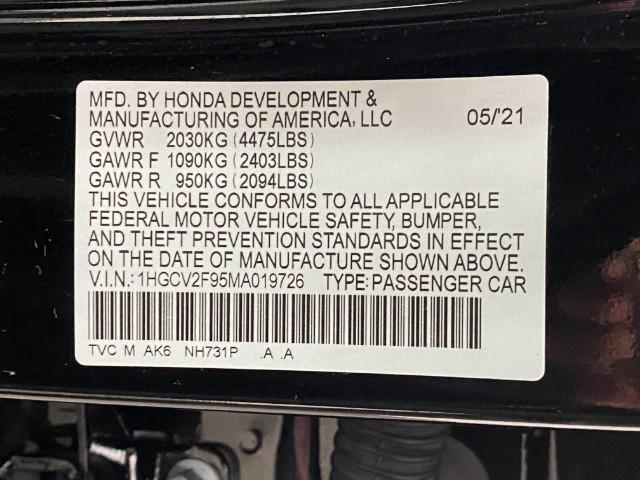 MFD. BY HONDA DEVELOPMENT &
MANUFACTURING OF AMERICA, LLC 05/'21
GVWR 2030KG (4475LBS)
GAWR F 1090KG (2403LBS)
GAWR R 950KG (2094LBS)
THIS VEHICLE CONFORMS TO ALL APPLICABLE
FEDERAL MOTOR VEHICLE SAFETY, BUMPER,
AND THEFT PREVENTION STANDARDS IN EFFECT
ON THE DATE OF MANUFACTURE SHOWN ABOVE.
V.I.N.: 1HGCV2F95MA019726 TYPE: PASSENGER CAR
TVC M AK6 NH731P .A .A